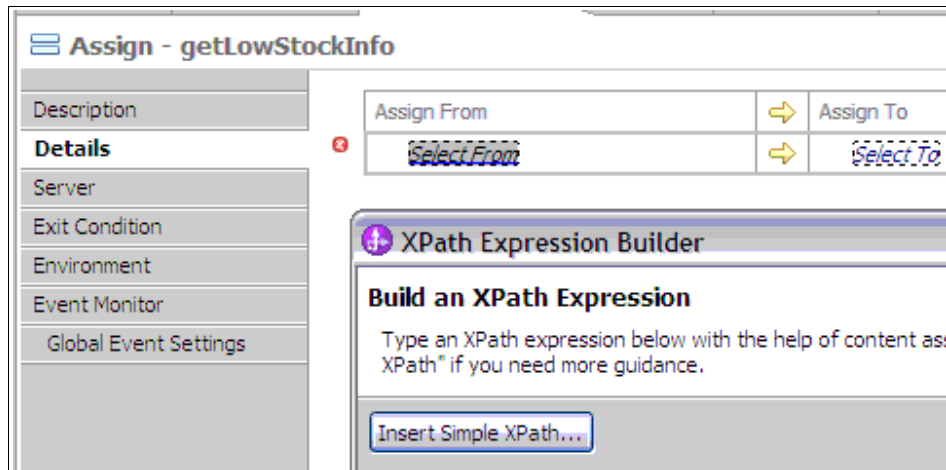 Assign - getLowStockInfo
Description
Details
Server
Exit Condition
Environment
Event Monitor
Global Event Settings
Assign From
Assign To
Select From
Select To
XPath Expression Builder
Build an XPath Expression
Type an XPath expression below with the help of content ass
XPath" if you need more guidance.
Insert Simple XPath...